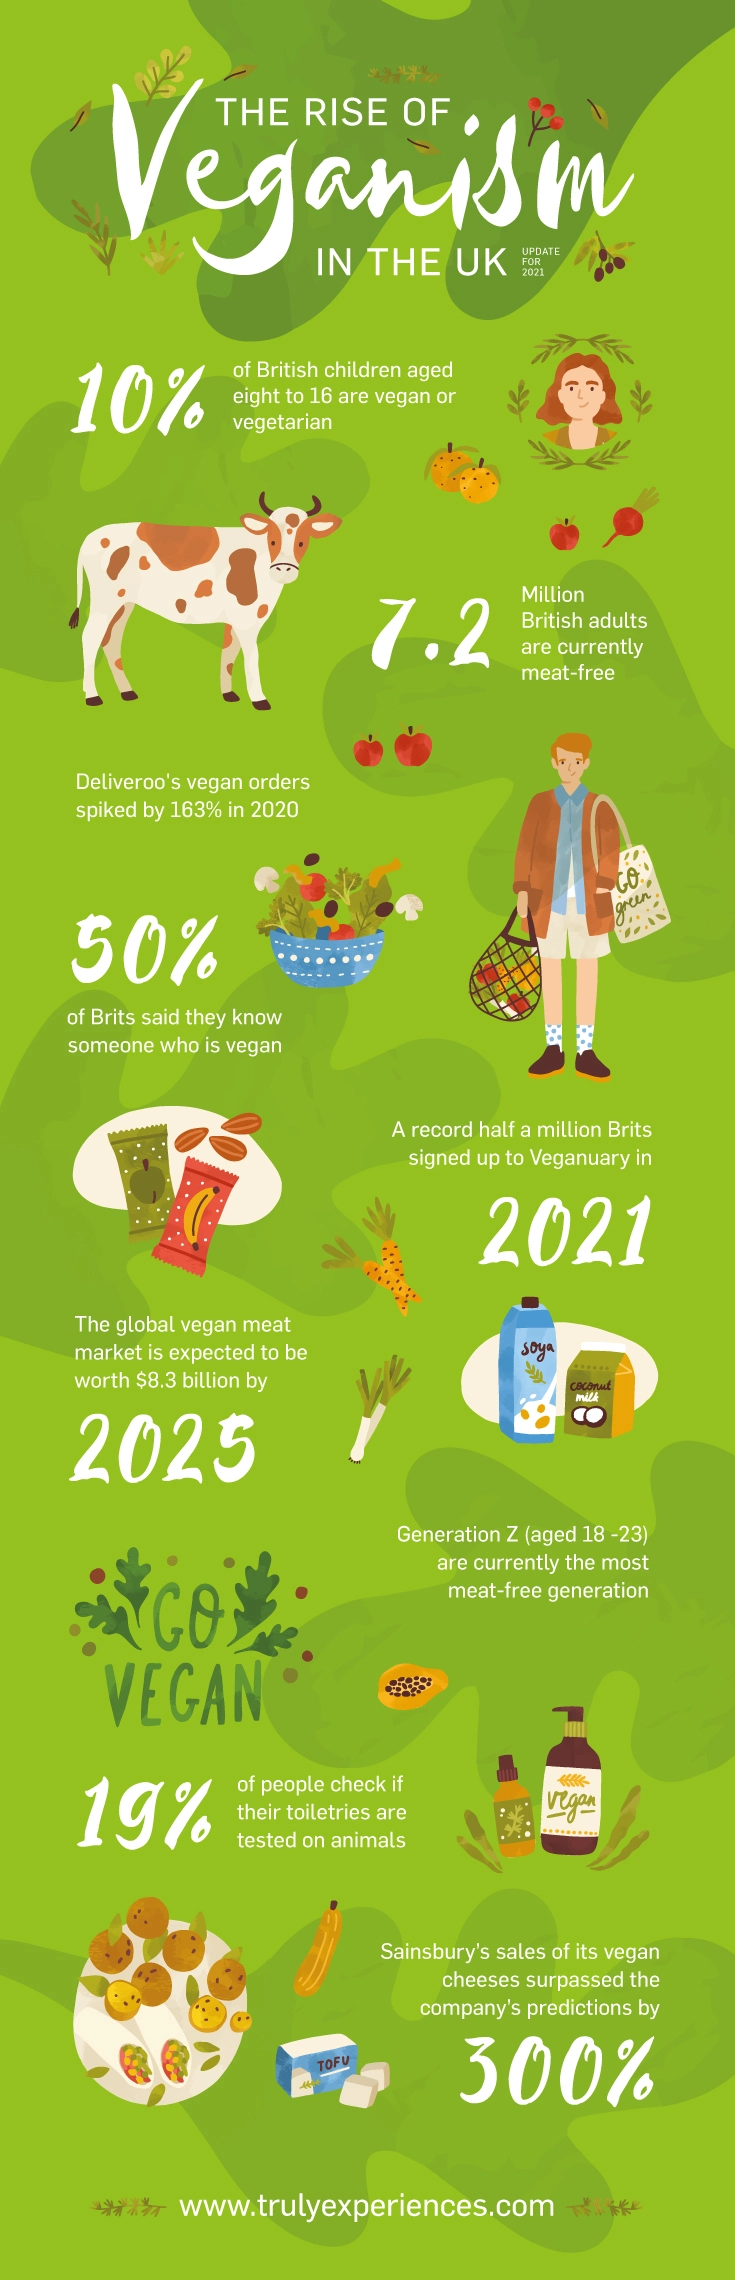 THE RISE OF
Veganism
IN THE UK
UPDATE
FOR
2021
10%
of British children aged
eight to 16 are vegan or
vegetarian
7.2
Million
British adults
are currently
meat-free
Deliveroo's vegan orders
spiked by 163% in 2020
GO
green
50%
of Brits said they know
someone who is vegan
A record half a million Brits
signed up to Veganuary in
2021
The global vegan meat
market is expected to be
worth $8.3 billion by
2025
soya
coconut
milk
Generation Z (aged 18 -23)
are currently the most
meat-free generation
GO
VEGAN
19%
of people check if
their toiletries are
tested on animals
vegan
Sainsbury's sales of its vegan
cheeses surpassed the
company's predictions by
300%
TOFU
www.trulyexperiences.com